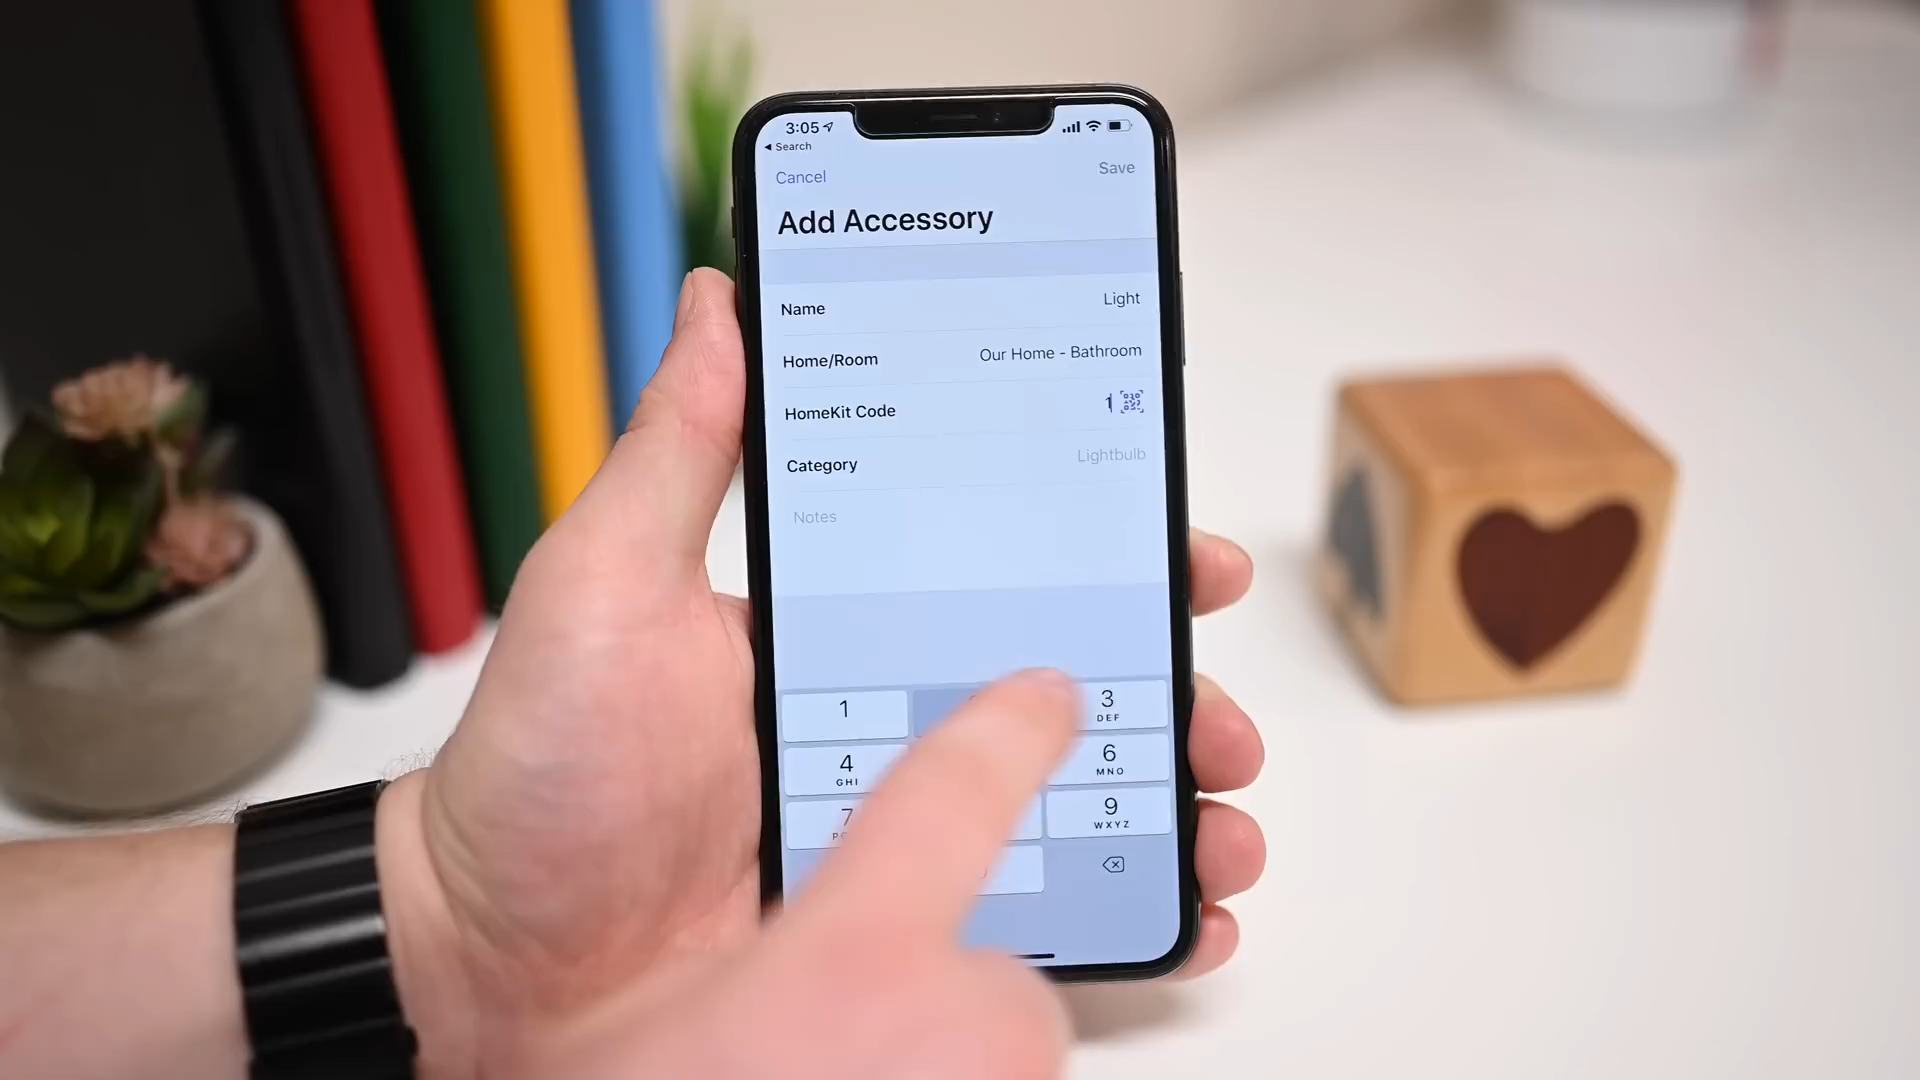 3:05
Search
Cancel
Save
Add Accessory
Name
Light
Home/Room
Our Home - Bathroom
HomeKit Code
1
Category
Lightbulb
Notes
1
3
DEF
4
GHI
6
MNO
7
9
WXYZ